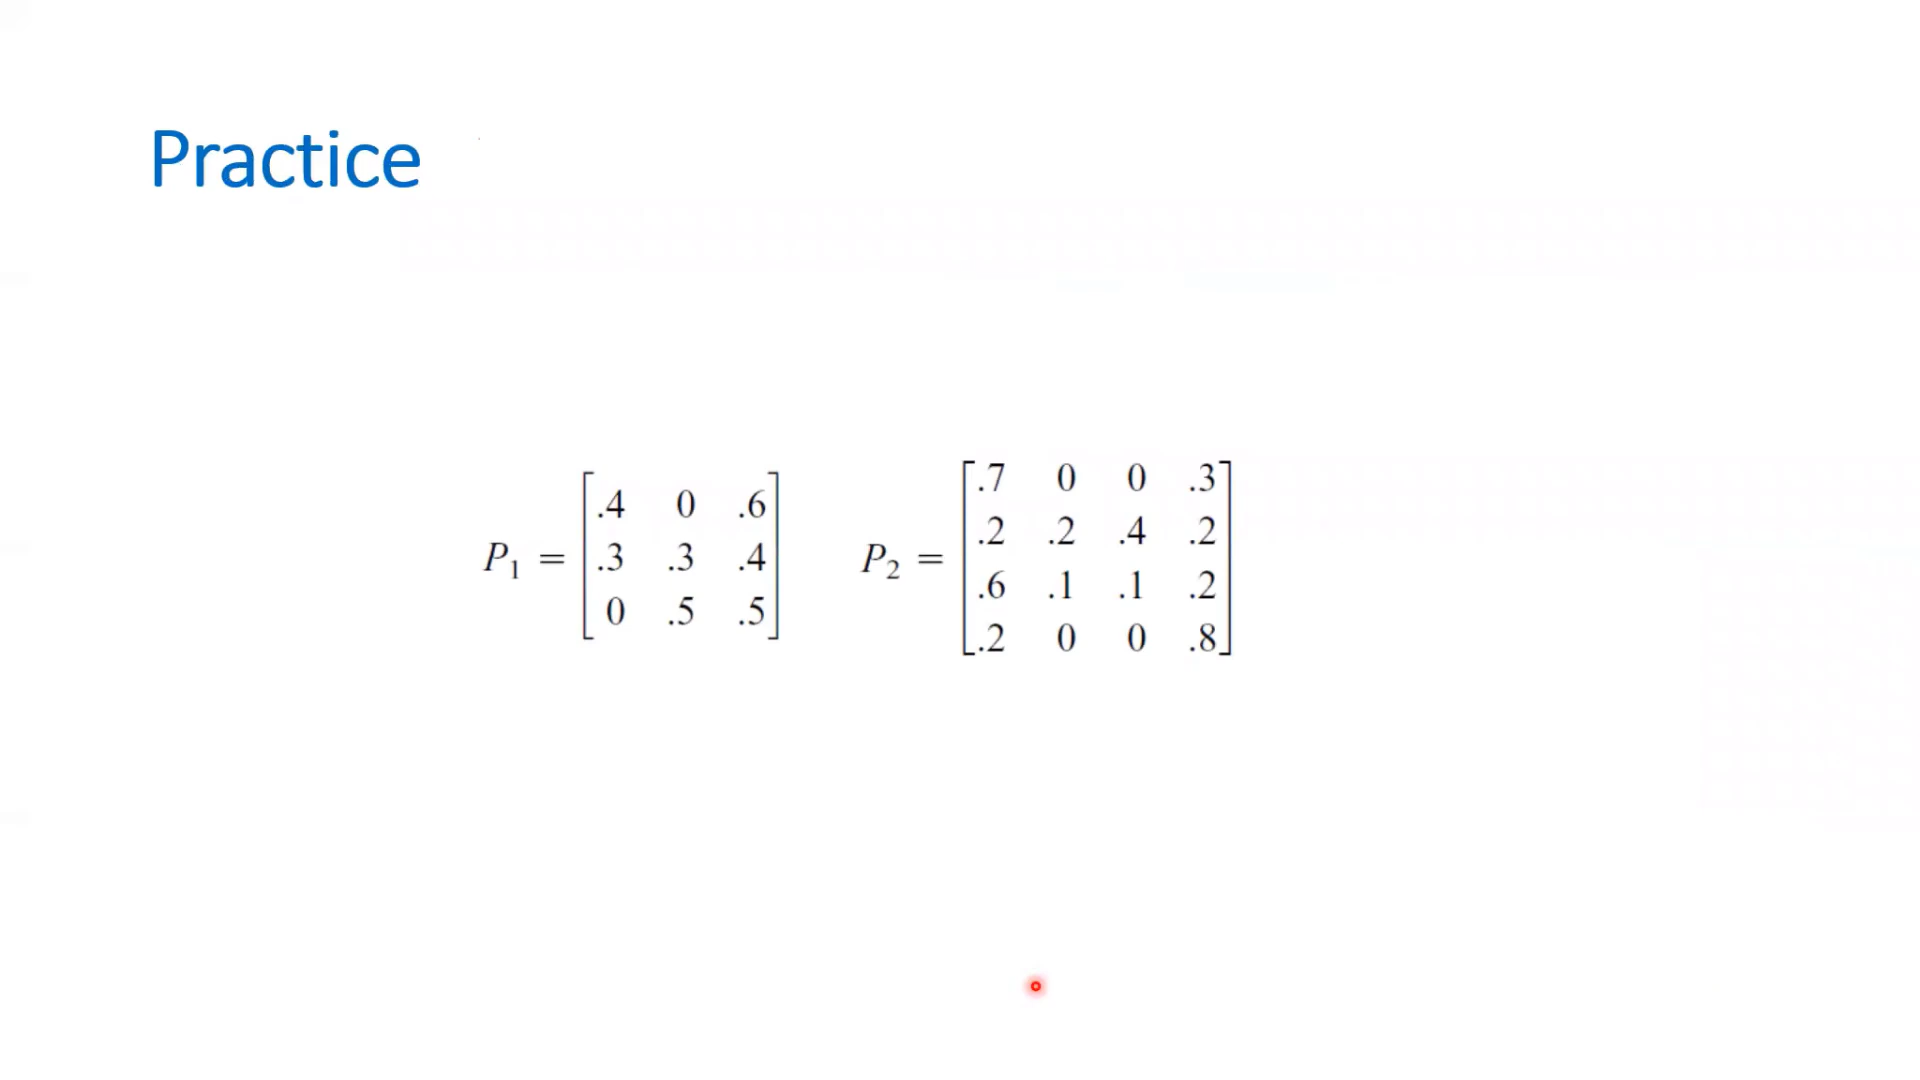 Practice
P₁ = [.4 0 .6
.3 .3 .4
0 .5 .5]
P₂ = [.7 0 0 .3
.2 .2 .4 .2
.6 .1 .1 .2
.2 0 0 .8]